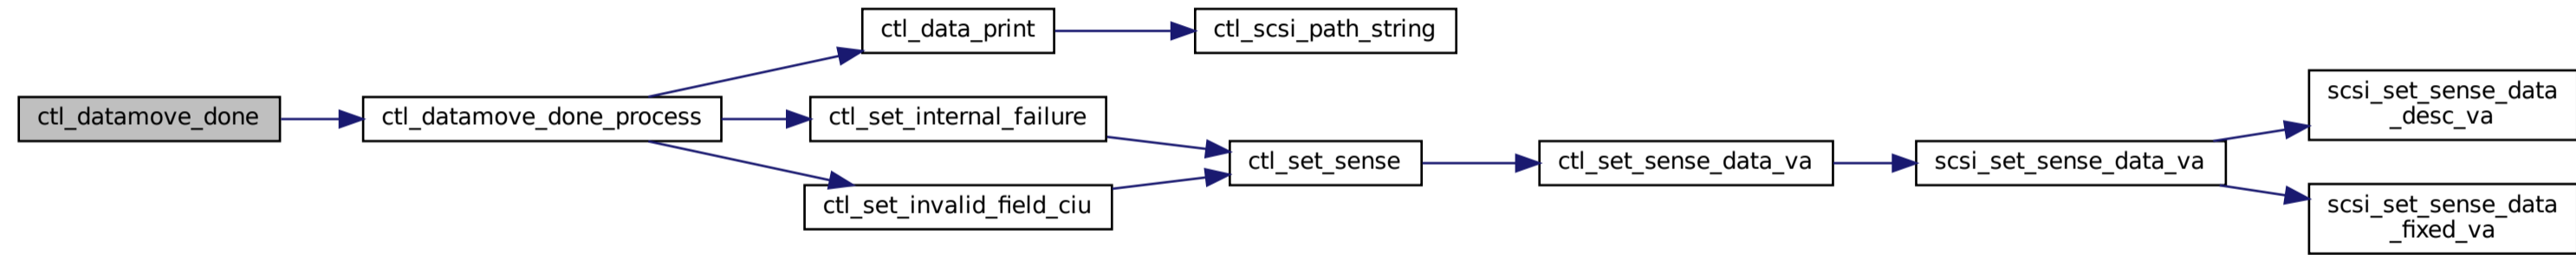 ctl_datamove_done
ctl_datamove_done_process
ctl_data_print
ctl_scsi_path_string
ctl_set_internal_failure
ctl_set_invalid_field_ciu
ctl_set_sense
ctl_set_sense_data_va
scsi_set_sense_data_va
scsi_set_sense_data
_desc_va
scsi_set_sense_data
_fixed_va